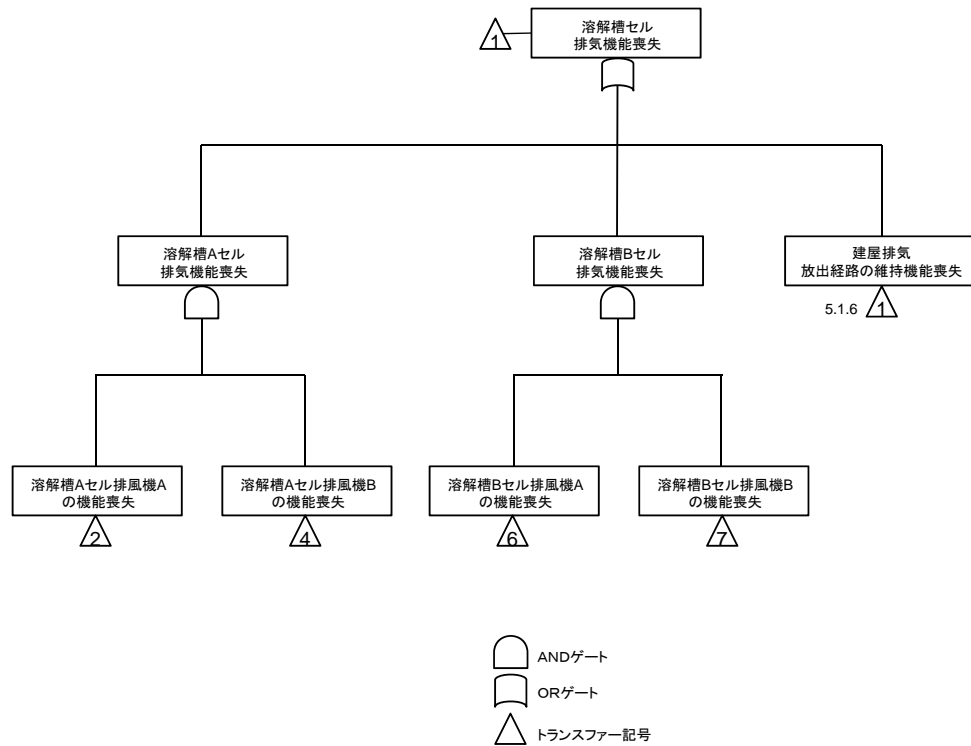 1
溶解槽セル
排気機能喪失
溶解槽Aセル
排気機能喪失
溶解槽Bセル
排気機能喪失
建屋排気
放出経路の維持機能喪失
5.1.6
1
溶解槽Aセル排風機A
の機能喪失
2
溶解槽Aセル排風機B
の機能喪失
4
溶解槽Bセル排風機A
の機能喪失
6
溶解槽Bセル排風機B
の機能喪失
7
ANDゲート
ORゲート
トランスファー記号